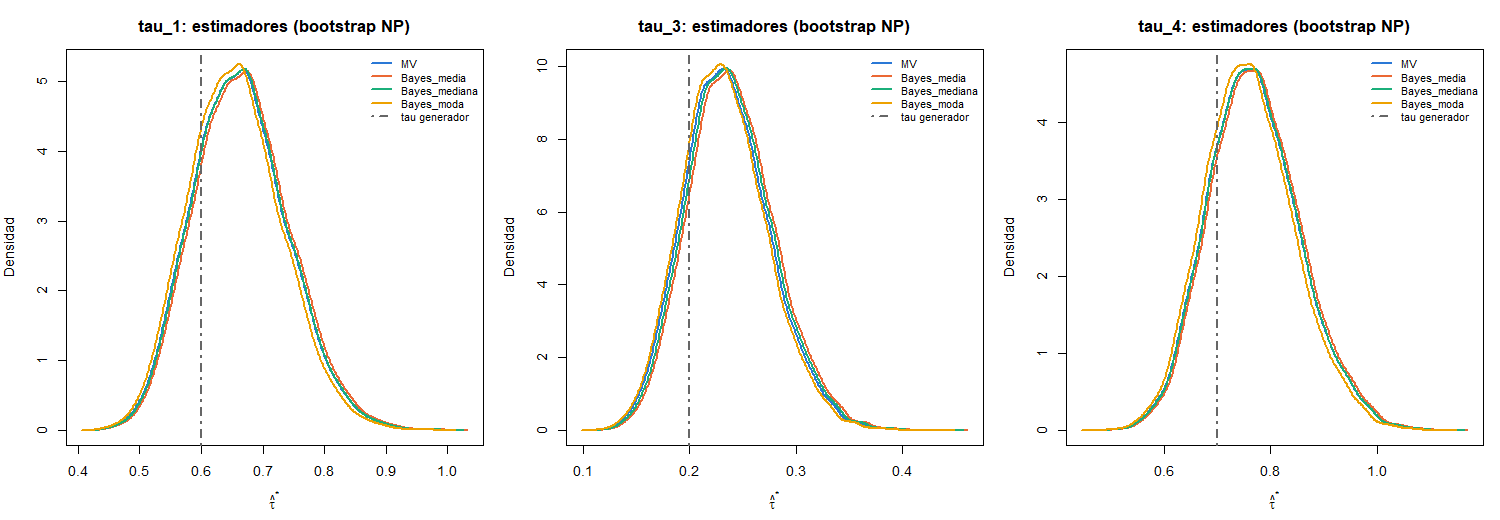 tau_1: estimadores (bootstrap NP)
MV
Bayes_media
Bayes_mediana
Bayes_moda
tau generador
Densidad
0
1
2
3
4
5
0.4 0.5 0.6 0.7 0.8 0.9 1.0
τ̂*
tau_3: estimadores (bootstrap NP)
MV
Bayes_media
Bayes_mediana
Bayes_moda
tau generador
Densidad
0
2
4
6
8
10
0.1 0.2 0.3 0.4
τ̂*
tau_4: estimadores (bootstrap NP)
MV
Bayes_media
Bayes_mediana
Bayes_moda
tau generador
Densidad
0
1
2
3
4
0.6 0.8 1.0
τ̂*